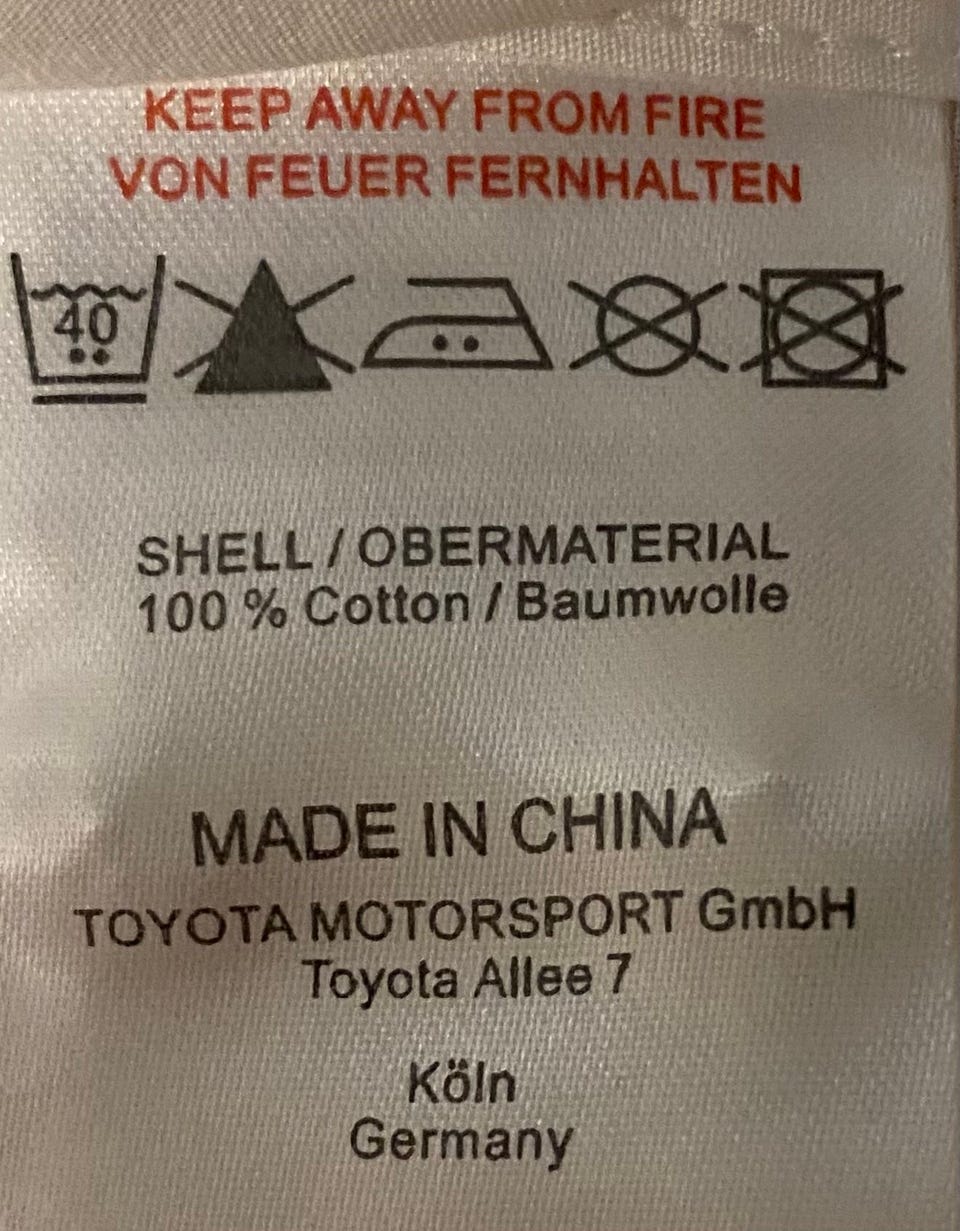 KEEP AWAY FROM FIRE
VON FEUER FERNHALTEN
40
SHELL / OBERMATERIAL
100 % Cotton / Baumwolle
MADE IN CHINA
TOYOTA MOTORSPORT GmbH
Toyota Allee 7
Köln
Germany